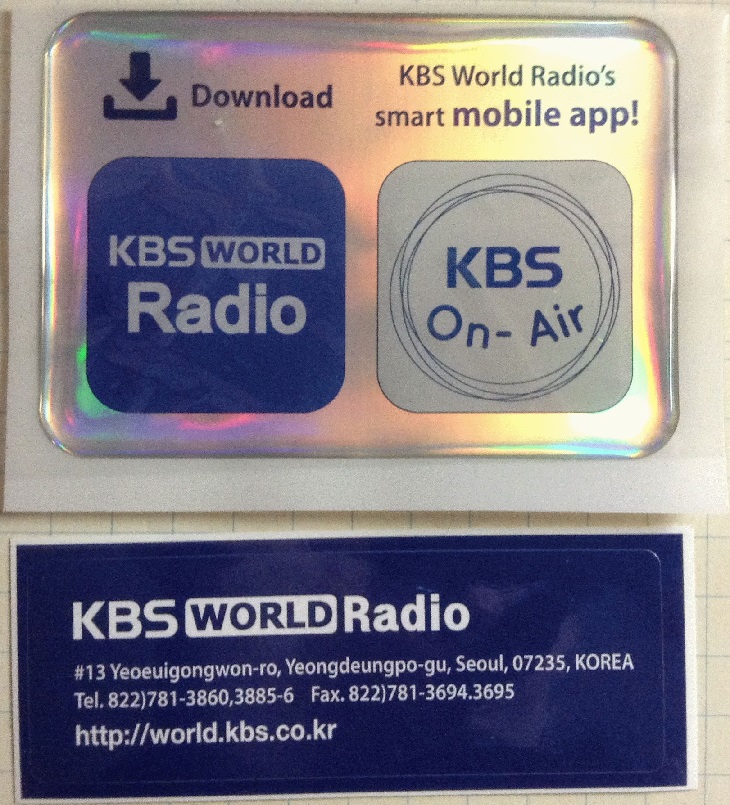 Download
KBS World Radio's
smart mobile app!
KBS WORLD
Radio
KBS
On-Air
KBS WORLD Radio
#13 Yeoeuigongwon-ro, Yeongdeungpo-gu, Seoul, 07235, KOREA
Tel. 822)781-3860,3885-6 Fax. 822)781-3694.3695
http://world.kbs.co.kr